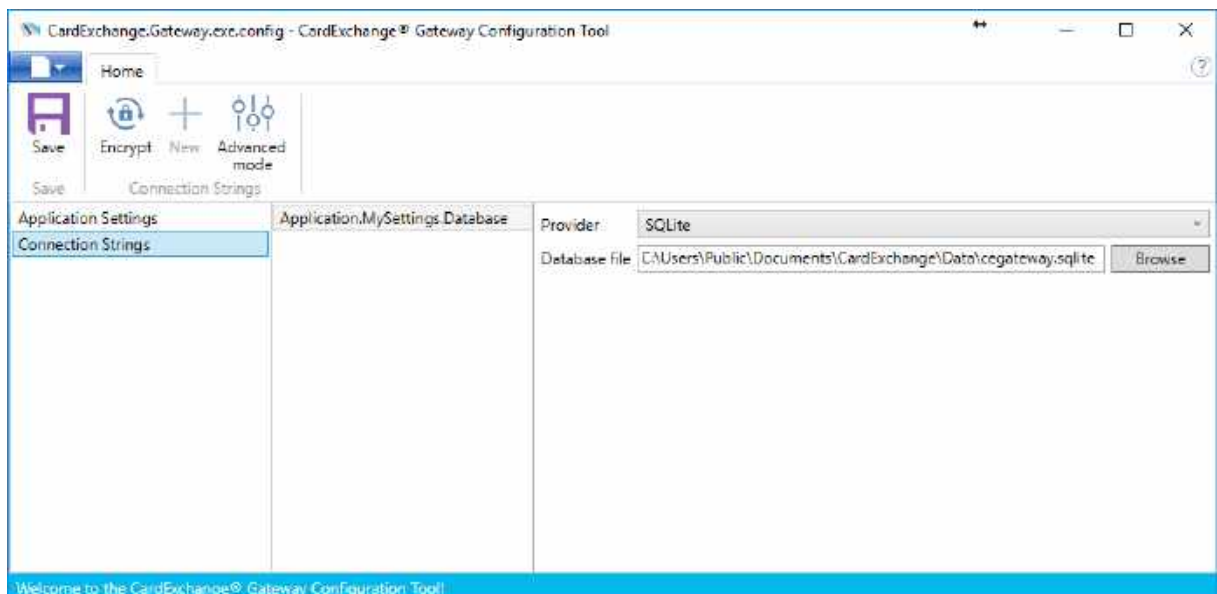 CardExchange.Gateway.exe.config - CardExchange® Gateway Configuration Tool
Home
Save
Encrypt
New
Advanced mode
Save
Connection Strings
Application Settings
Connection Strings
Application.MySettings.Database
Provider
SQLite
Database file
C:\Users\Public\Documents\CardExchange\Data\cegateway.sqlite
Browse
Welcome to the CardExchange® Gateway Configuration Tool!